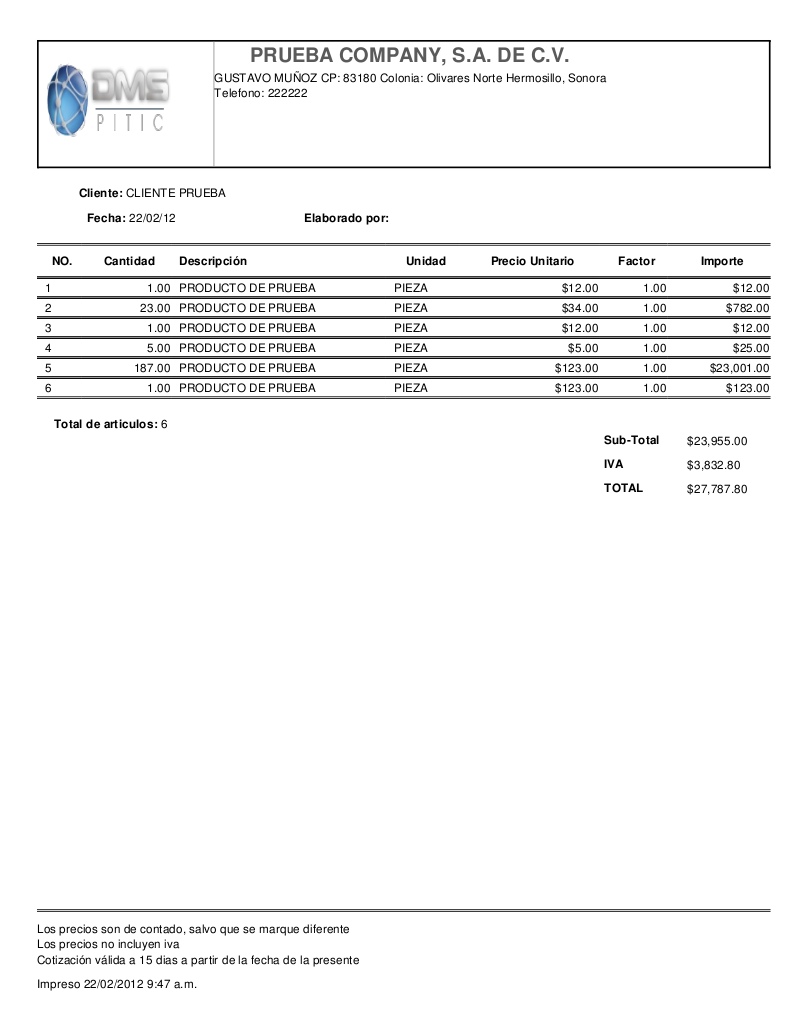 DMS
PITIC
PRUEBA COMPANY, S.A. DE C.V.
GUSTAVO MUÑOZ CP: 83180 Colonia: Olivares Norte Hermosillo, Sonora
Telefono: 222222
Cliente: CLIENTE PRUEBA
Fecha: 22/02/12 Elaborado por:
NO. Cantidad Descripción Unidad Precio Unitario Factor Importe
1 1.00 PRODUCTO DE PRUEBA PIEZA $12.00 1.00 $12.00
2 23.00 PRODUCTO DE PRUEBA PIEZA $34.00 1.00 $782.00
3 1.00 PRODUCTO DE PRUEBA PIEZA $12.00 1.00 $12.00
4 5.00 PRODUCTO DE PRUEBA PIEZA $5.00 1.00 $25.00
5 187.00 PRODUCTO DE PRUEBA PIEZA $123.00 1.00 $23,001.00
6 1.00 PRODUCTO DE PRUEBA PIEZA $123.00 1.00 $123.00
Total de articulos: 6
Sub-Total $23,955.00
IVA $3,832.80
TOTAL $27,787.80
Los precios son de contado, salvo que se marque diferente
Los precios no incluyen iva
Cotización válida a 15 dias a partir de la fecha de la presente
Impreso 22/02/2012 9:47 a.m.